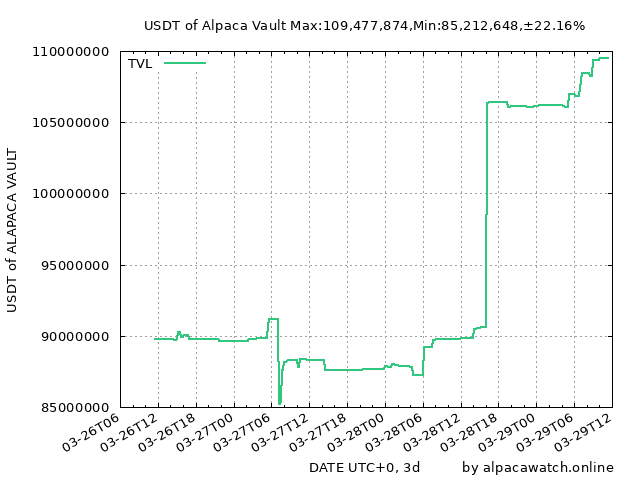 USDT of Alpaca Vault Max:109,477,874,Min:85,212,648,±22.16%
TVL
110000000
105000000
100000000
95000000
90000000
85000000
USDT of ALAPACA VAULT
03-26T06
03-26T12
03-26T18
03-27T00
03-27T06
03-27T12
03-27T18
03-28T00
03-28T06
03-28T12
03-28T18
03-29T00
03-29T06
03-29T12
DATE UTC+0, 3d
by alpacawatch.online